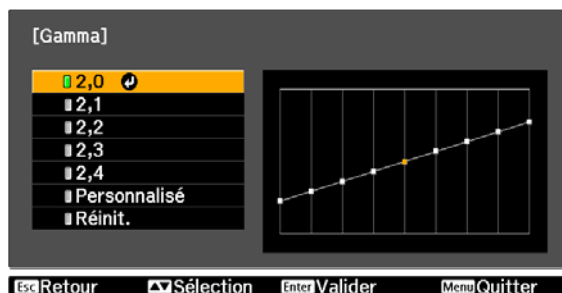 [Gamma]
2,0
2,1
2,2
2,3
2,4
Personnalisé
Réinit.
Esc Retour Sélection Enter Valider Menu Quitter